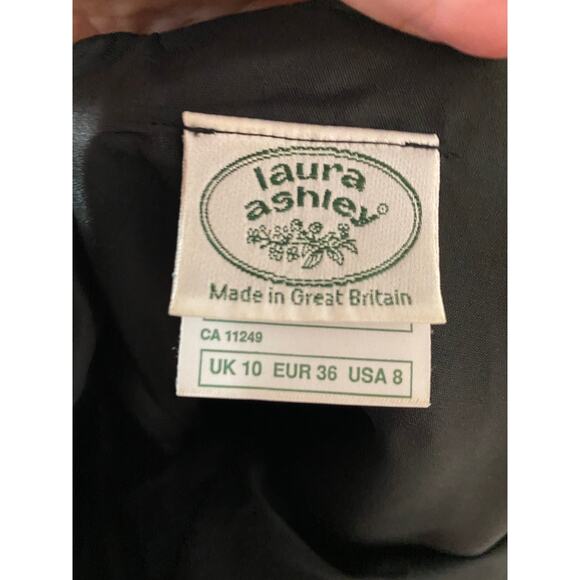 laura
ashley®
Made in Great Britain
CA 11249
UK 10 EUR 36 USA 8